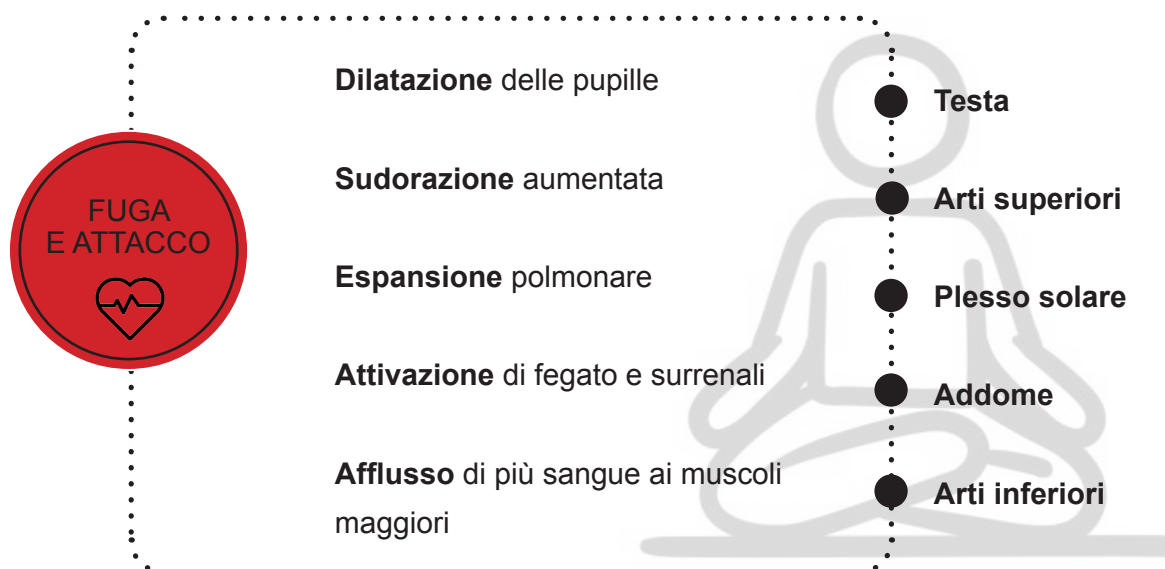 FUGA
E ATTACCO
Dilatazione delle pupille
Sudorazione aumentata
Espansione polmonare
Attivazione di fegato e surrenali
Afflusso di più sangue ai muscoli
maggiori
Testa
Arti superiori
Plesso solare
Addome
Arti inferiori